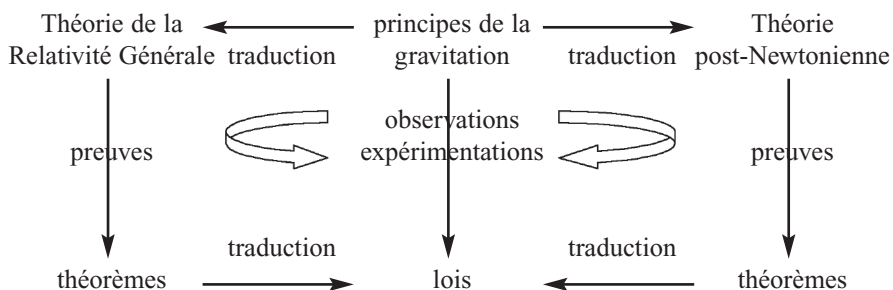 Théorie de la principes de la Théorie
Relativité Générale traduction gravitation traduction post-Newtonienne
observations
preuves expérimentations preuves
traduction traduction
théorèmes lois théorèmes